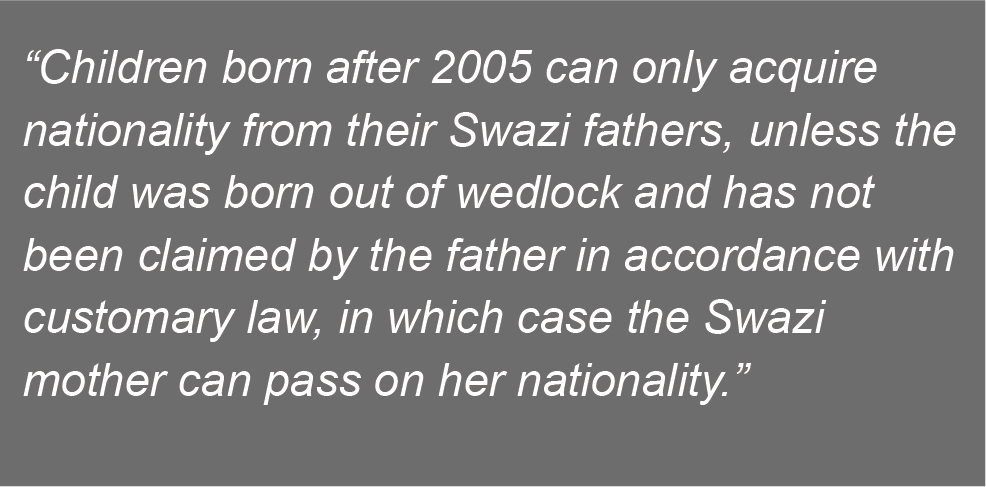 “Children born after 2005 can only acquire
nationality from their Swazi fathers, unless the
child was born out of wedlock and has not
been claimed by the father in accordance with
customary law, in which case the Swazi
mother can pass on her nationality.”